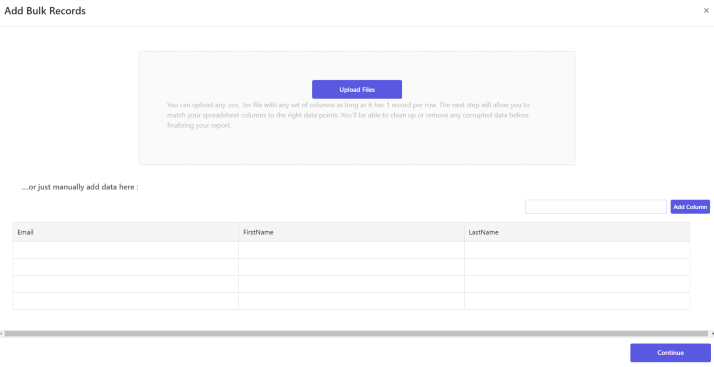 Add Bulk Records
×
Upload Files
You can upload any .csv, .tsv file with any set of columns as long as it has 1 record per row. The next step will allow you to
match your spreadsheet columns to the right data points. You'll be able to clean up or remove any corrupted data before
finalizing your report.
....or just manually add data here :
Add Column
Email FirstName LastName
Continue